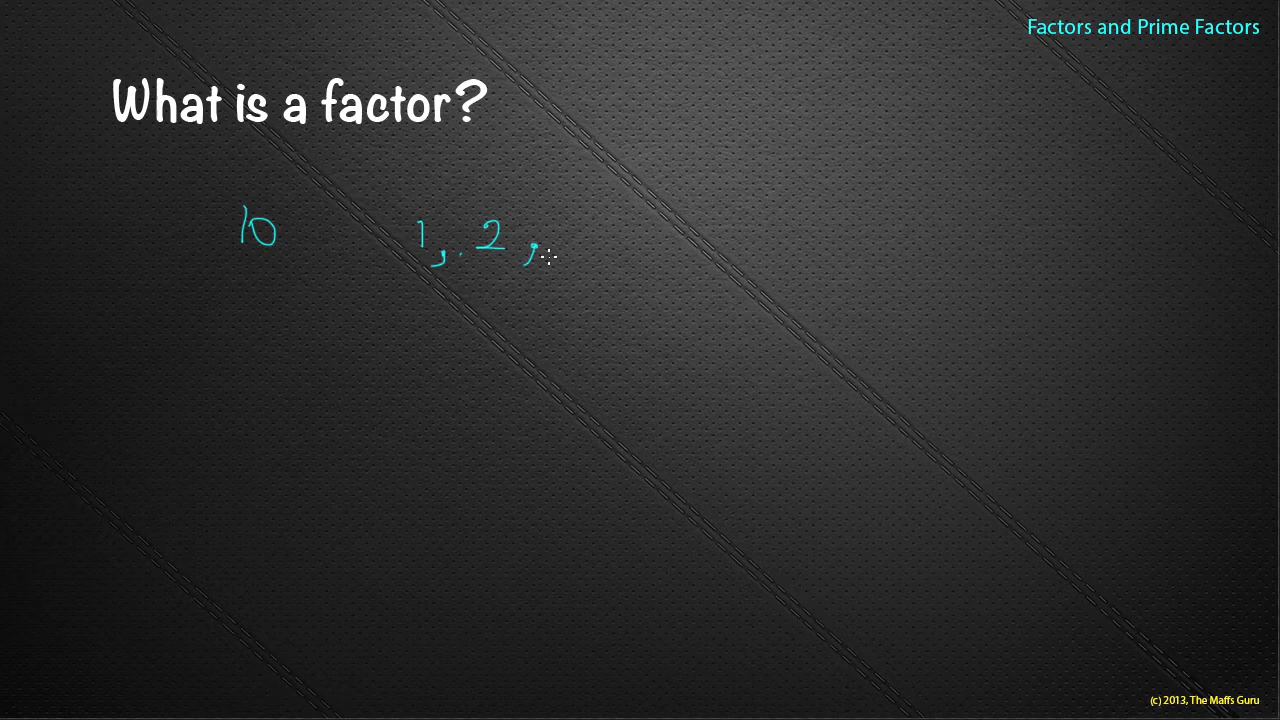 Factors and Prime Factors
What is a factor?
10 1, 2 ,
(c) 2013, The Maffs Guru